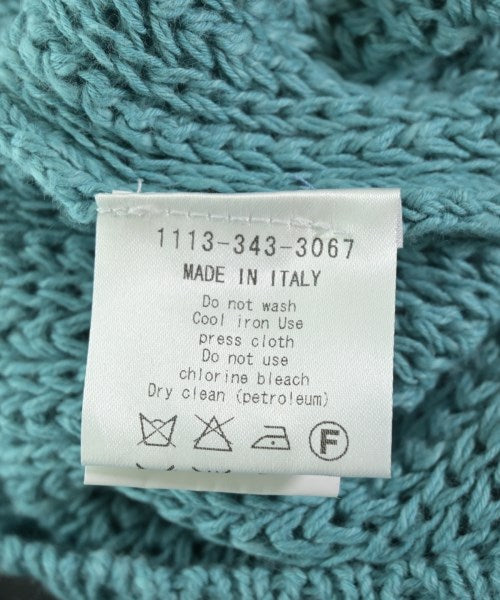 1113-343-3067
MADE IN ITALY
Do not wash
Cool iron Use
press cloth
Do not use
chlorine bleach
Dry clean (petroleum)
F